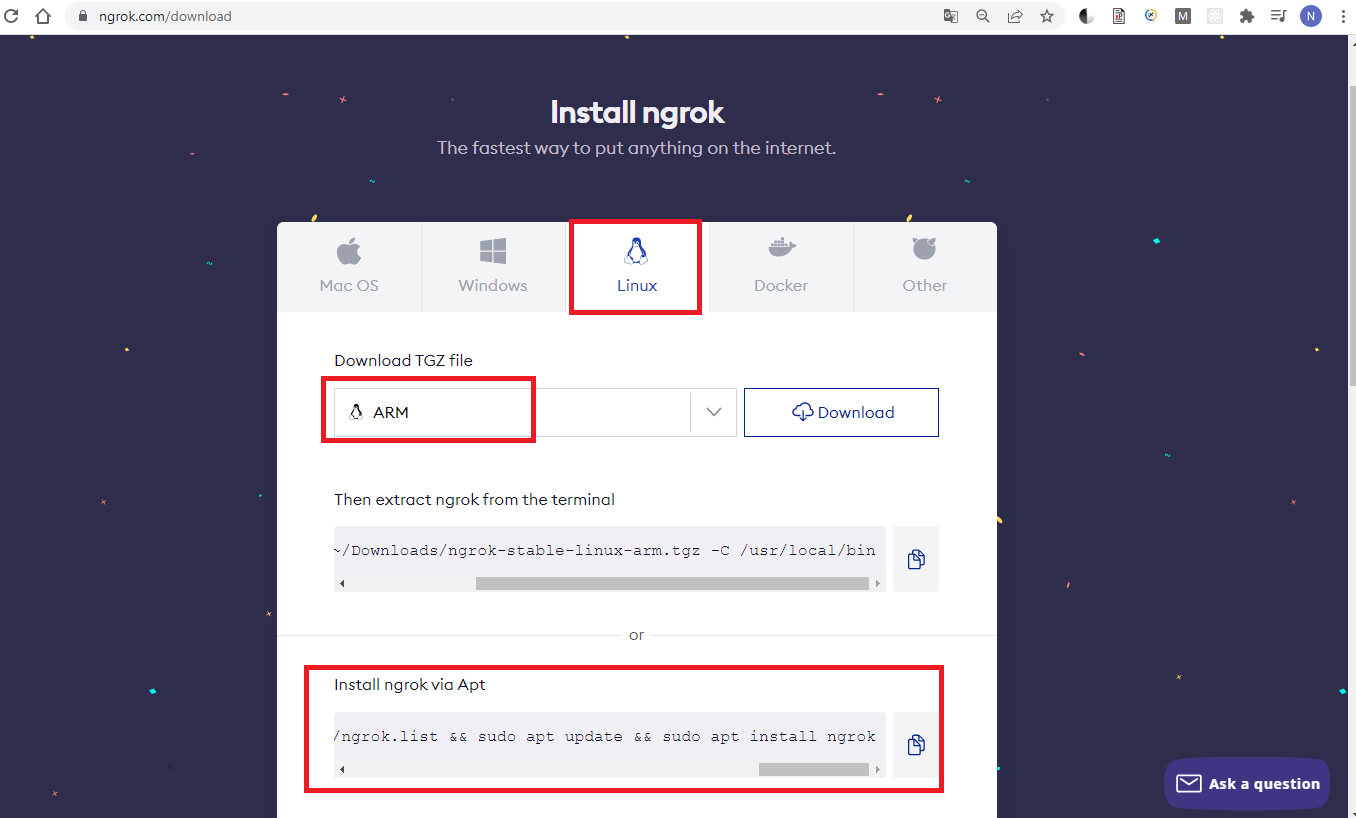 ngrok.com/download
M
N
Install ngrok
The fastest way to put anything on the internet.
Mac OS
Windows
Linux
Docker
Other
Download TGZ file
ARM
Download
Then extract ngrok from the terminal
~/Downloads/ngrok-stable-linux-arm.tgz -C /usr/local/bin
or
Install ngrok via Apt
/ngrok.list && sudo apt update && sudo apt install ngrok
Ask a question